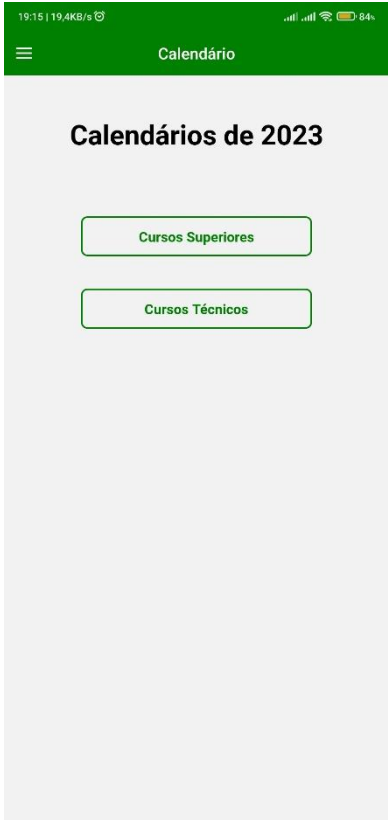 19:15 | 19,4KB/s 84%
Calendário
Calendários de 2023
Cursos Superiores
Cursos Técnicos